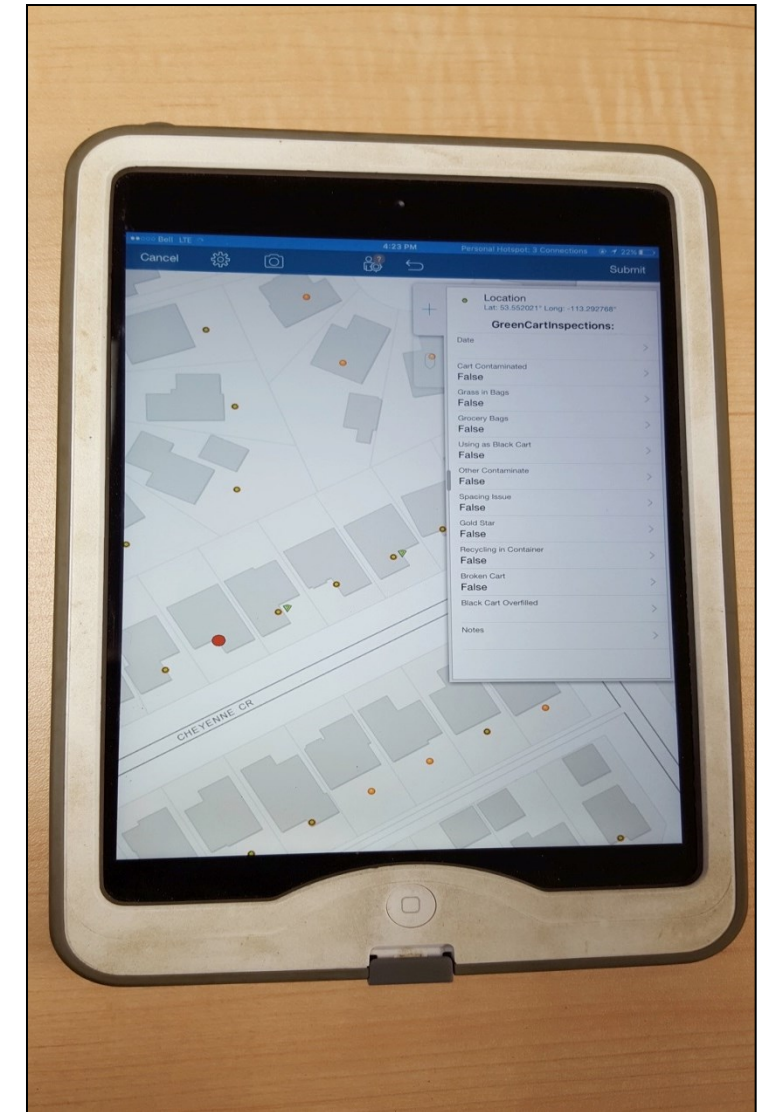 Bell LTE
4:23 PM
Personal Hotspot: 3 Connections
22%
Cancel
?
Submit
+
Location
Lat: 53.552021° Long: -113.292768°
GreenCartInspections:
Date
Cart Contaminated
False
Grass in Bags
False
Grocery Bags
False
Using as Black Cart
False
Other Contaminate
False
Spacing Issue
False
Gold Star
False
Recycling in Container
False
Broken Cart
False
Black Cart Overfilled
Notes
CHEYENNE CR